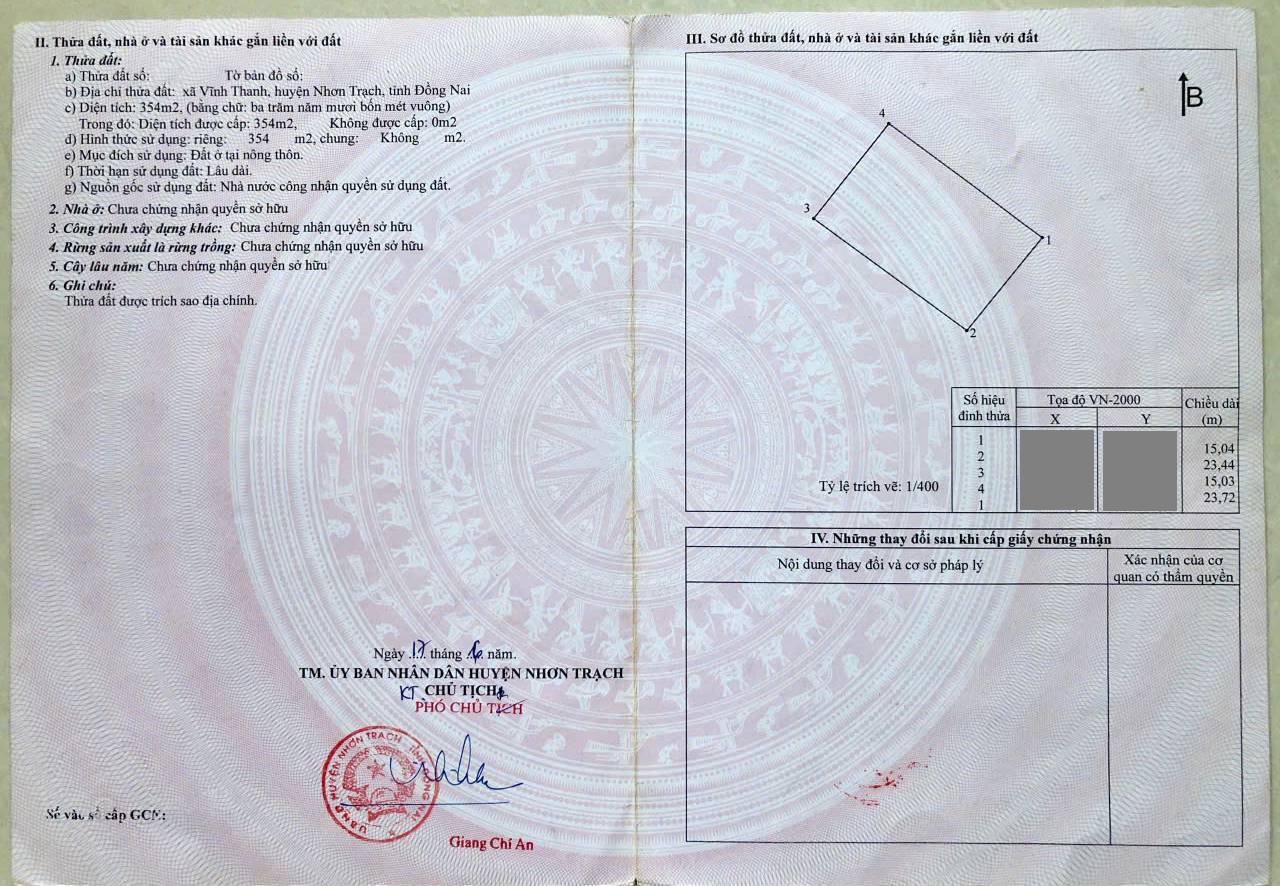 II. Thửa đất, nhà ở và tài sản khác gắn liền với đất
1. Thửa đất:
a) Thửa đất số: Tờ bản đồ số:
b) Địa chỉ thửa đất: xã Vĩnh Thanh, huyện Nhơn Trạch, tỉnh Đồng Nai
c) Diện tích: 354m2, (bằng chữ: ba trăm năm mươi bốn mét vuông)
Trong đó: Diện tích được cấp: 354m2, Không được cấp: 0m2
d) Hình thức sử dụng: riêng: 354 m2, chung: Không m2.
e) Mục đích sử dụng: Đất ở tại nông thôn.
f) Thời hạn sử dụng đất: Lâu dài.
g) Nguồn gốc sử dụng đất: Nhà nước công nhận quyền sử dụng đất.
2. Nhà ở: Chưa chứng nhận quyền sở hữu
3. Công trình xây dựng khác: Chưa chứng nhận quyền sở hữu
4. Rừng sản xuất là rừng trồng: Chưa chứng nhận quyền sở hữu
5. Cây lâu năm: Chưa chứng nhận quyền sở hữu
6. Ghi chú:
Thửa đất được trích sao địa chính.
Ngày 17 tháng 6 năm.
TM. ỦY BAN NHÂN DÂN HUYỆN NHƠN TRẠCH
KT CHỦ TỊCH
PHÓ CHỦ TỊCH
U.B.N.D HUYỆN NHƠN TRẠCH TỈNH ĐỒNG NAI
Giang Chí An
Số vào sổ cấp GCN:
III. Sơ đồ thửa đất, nhà ở và tài sản khác gắn liền với đất
B
4
3
1
2
Số hiệu đỉnh thửa Tọa độ VN-2000 Chiều dài (m)
X Y
1
15,04
2
23,44
3
15,03
4
23,72
1
Tỷ lệ trích vẽ: 1/400
IV. Những thay đổi sau khi cấp giấy chứng nhận
Nội dung thay đổi và cơ sở pháp lý
Xác nhận của cơ
quan có thẩm quyền